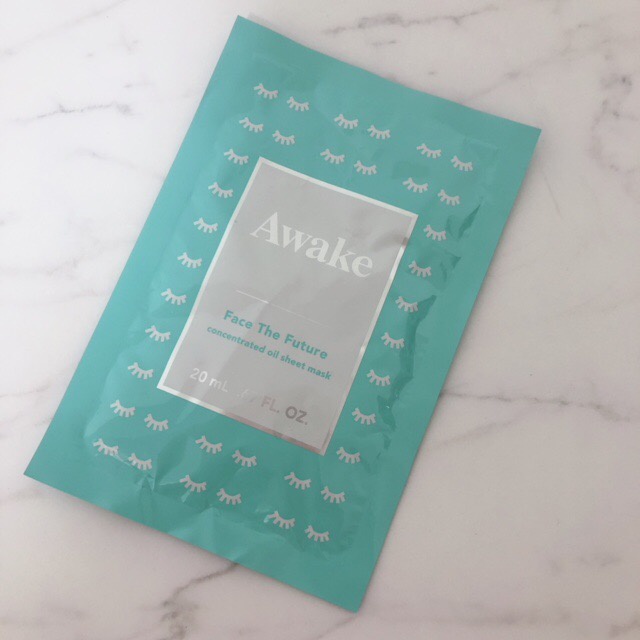 Awake
Face The Future
concentrated oil sheet mask
20 mL FL. OZ.